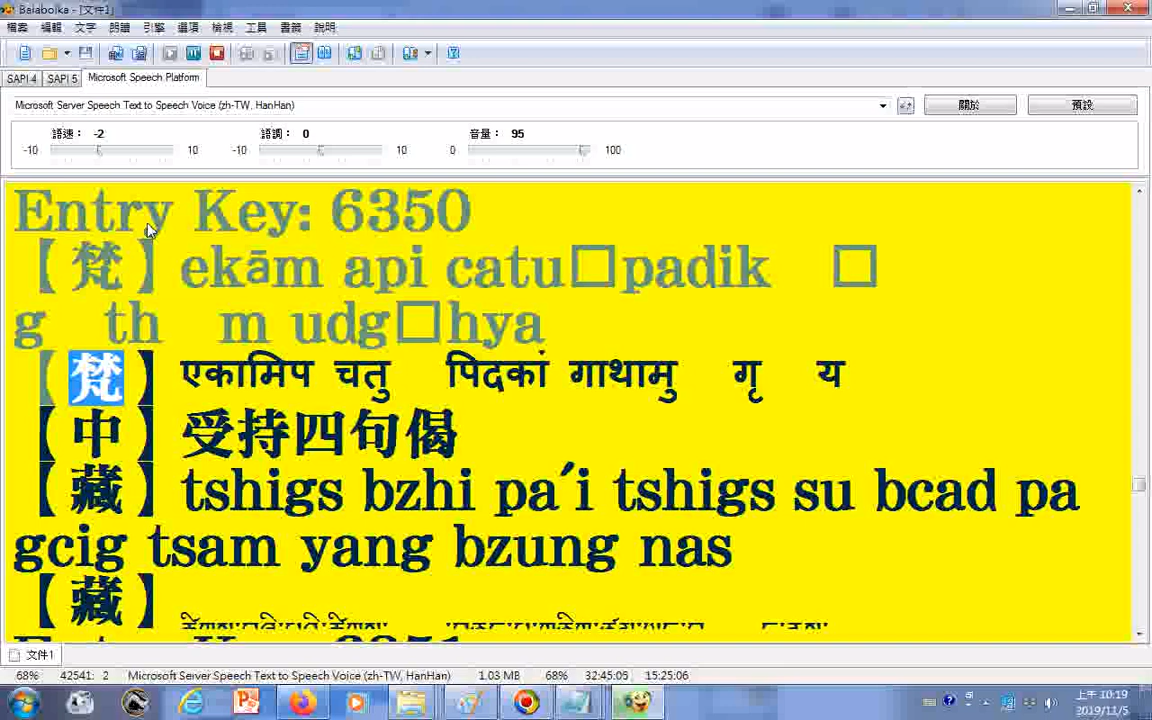 Balabolka - [文件1]
檔案 編輯 文字 朗讀 引擎 選項 檢視 工具 書籤 說明
SAPI 4 SAPI 5 Microsoft Speech Platform
Microsoft Server Speech Text to Speech Voice (zh-TW, HanHan) 關於 預設
語速： -2 語調： 0 音量： 95
-10 10 -10 10 0 100
Entry Key: 6350
【梵】ekām api catu□padik □
g th m udg□hya
【梵】एकामपि चतु पिदकां गाथामु गृ य
【中】受持四句偈
【藏】tshigs bzhi pa´i tshigs su bcad pa
gcig tsam yang bzung nas
【藏】
Entry Key: 6351
文件1
68% 42541: 2 Microsoft Server Speech Text to Speech Voice (zh-TW, HanHan) 1.03 MB 68% 32:45:05 15:25:06
上午 10:19
2019/11/5